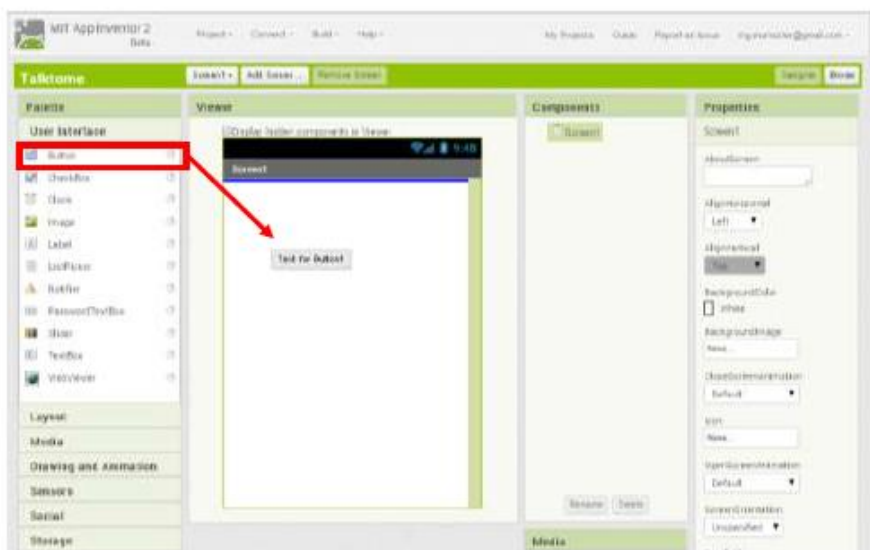 MIT App Inventor 2
Beta
Project Connect Build Help
My Projects Guide Report an Issue
Talktome
Screen1 Add Screen ... Remove Screen
Designer Blocks
Palette
User Interface
Button
CheckBox
Clock
Image
Label
ListPicker
Notifier
PasswordTextBox
Slider
TextBox
WebViewer
Layout
Media
Drawing and Animation
Sensors
Social
Storage
Viewer
Display hidden components in Viewer
9:48
Screen1
Text for Button1
Components
Screen1
Rename Delete
Media
Properties
Screen1
AboutScreen
AlignHorizontal
Left
AlignVertical
Top
BackgroundColor
White
BackgroundImage
None...
CloseScreenAnimation
Default
Icon
None...
OpenScreenAnimation
Default
ScreenOrientation
Unspecified